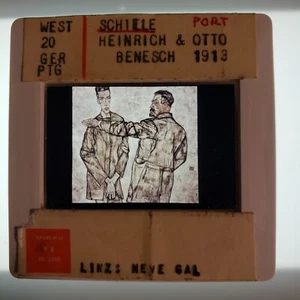 WEST SCHIELE PORT
20 HEINRICH & OTTO
GER BENESCH 1913
PTG
LINZ: NEUE GAL